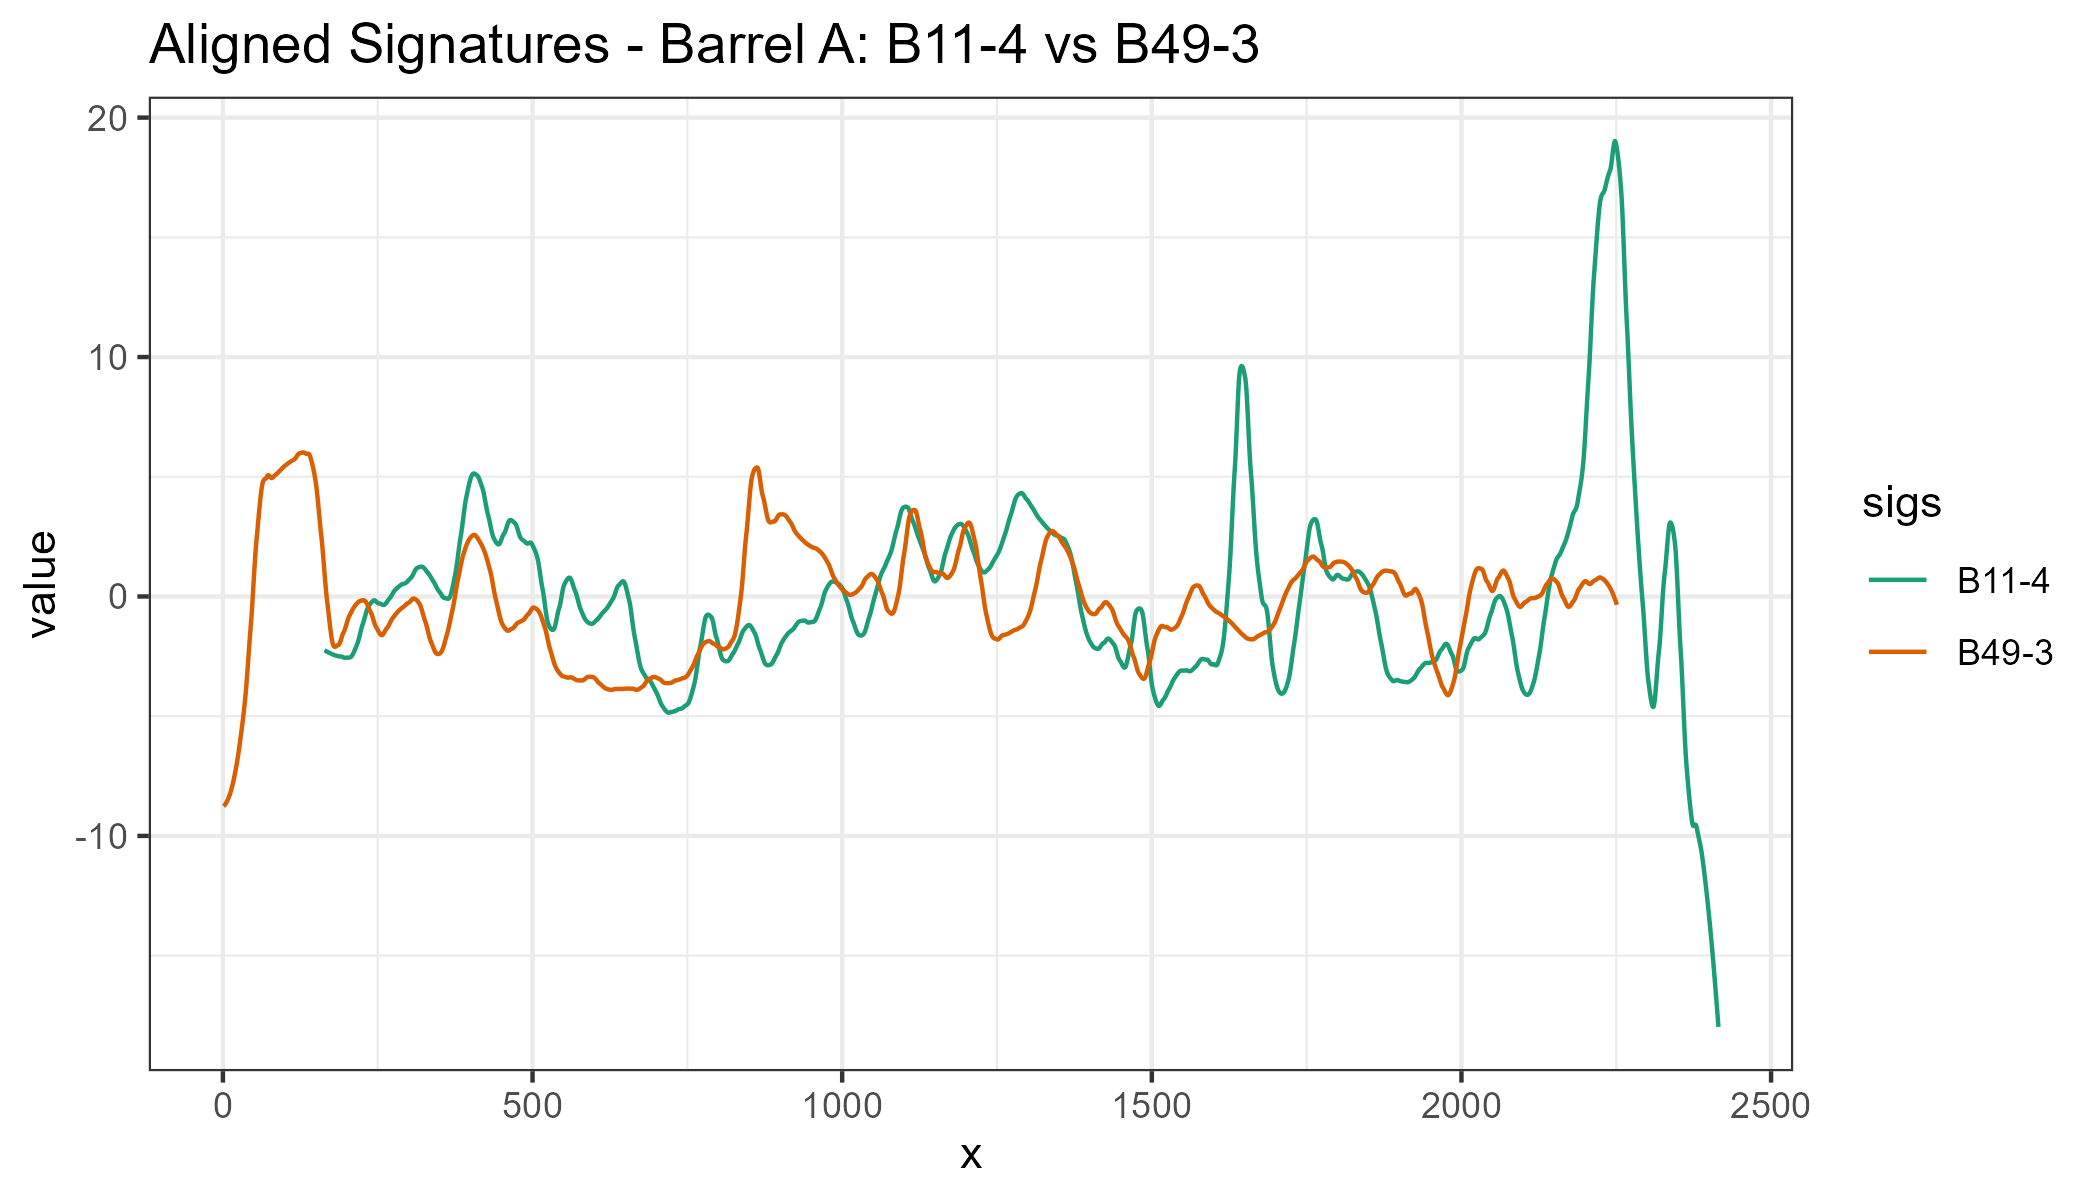 Aligned Signatures - Barrel A: B11-4 vs B49-3
20
10
0
-10
value
0 500 1000 1500 2000 2500
x
sigs
B11-4
B49-3